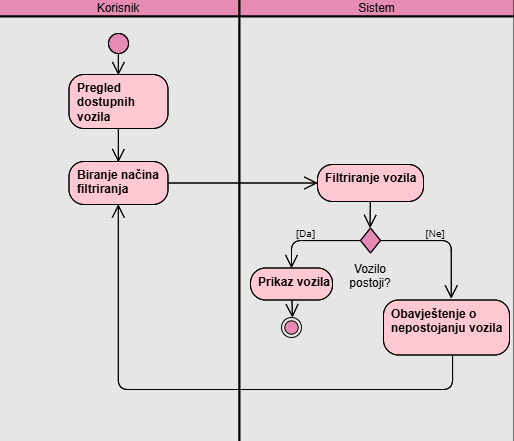 Korisnik
Sistem
Pregled
dostupnih
vozila
Biranje načina
filtriranja
Filtriranje vozila
[Da]
[Ne]
Vozilo
postoji?
Prikaz vozila
Obavještenje o
nepostojanju vozila